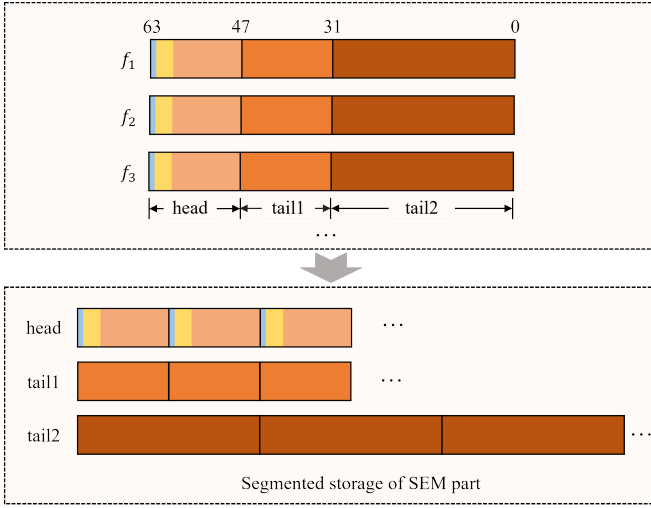 63 47 31 0
f₁
f₂
f₃
head tail1 tail2
...
head ...
tail1 ...
tail2 ...
Segmented storage of SEM part